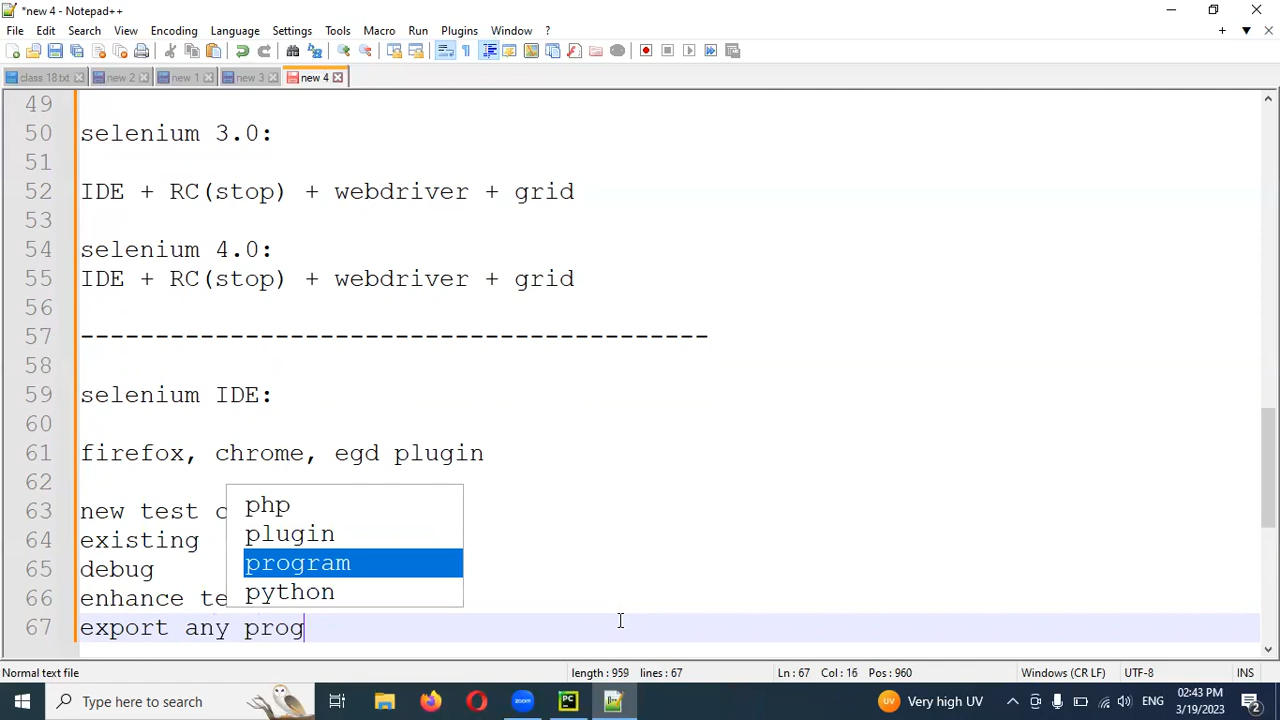 *new 4 - Notepad++
File Edit Search View Encoding Language Settings Tools Macro Run Plugins Window ?
class 18.txt new 2 new 1 new 3 new 4
49
50 selenium 3.0:
51
52 IDE + RC(stop) + webdriver + grid
53
54 selenium 4.0:
55 IDE + RC(stop) + webdriver + grid
56
57 ------------------------------------------
58
59 selenium IDE:
60
61 firefox, chrome, egd plugin
62
63 new test c
64 existing
65 debug
66 enhance te
67 export any prog
php
plugin
program
python
Normal text file length : 959 lines : 67 Ln : 67 Col : 16 Pos : 960 Windows (CR LF) UTF-8 INS
Type here to search zoom PC Very high UV ENG 02:43 PM 3/19/2023 2